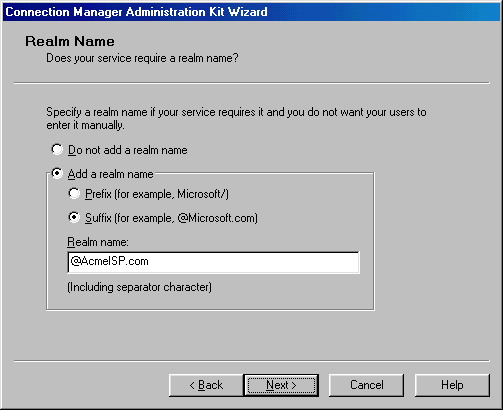 Connection Manager Administration Kit Wizard
Realm Name
Does your service require a realm name?
Specify a realm name if your service requires it and you do not want your users to
enter it manually.
Do not add a realm name
Add a realm name
Prefix (for example, Microsoft/)
Suffix (for example, @Microsoft.com)
Realm name:
@AcmeISP.com
(Including separator character)
< Back
Next >
Cancel
Help